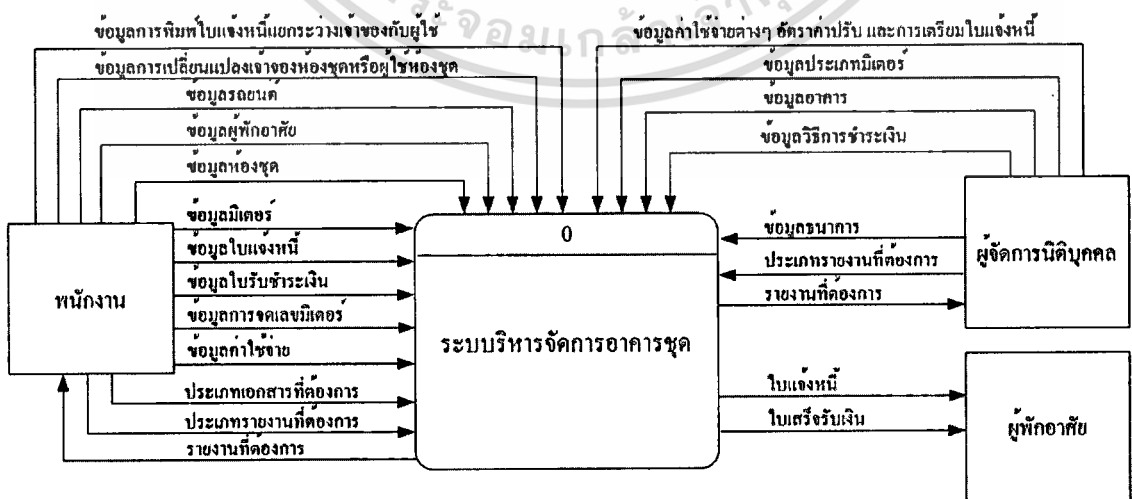 ระจอมเกล้าเจ้าคุ
ข้อมูลการพิมพ์ใบแจ้งหนี้แยกระว่างเจ้าของกับผู้ใช้
ข้อมูลการเปลี่ยนแปลงเจ้าของห้องชุดหรือผู้ใช้ห้องชุด
ข้อมูลรถยนต์
ข้อมูลผู้พักอาศัย
ข้อมูลห้องชุด
ข้อมูลค่าใช้จ่ายต่างๆ อัตราค่าปรับ และการเตรียมใบแจ้งหนี้
ข้อมูลประเภทมิเตอร์
ข้อมูลอาคาร
ข้อมูลวิธีการชำระเงิน
พนักงาน
ข้อมูลมิเตอร์
ข้อมูลใบแจ้งหนี้
ข้อมูลใบรับชำระเงิน
ข้อมูลการจดเลขมิเตอร์
ข้อมูลค่าใช้จ่าย
ประเภทเอกสารที่ต้องการ
ประเภทรายงานที่ต้องการ
รายงานที่ต้องการ
0
ระบบริหารจัดการอาคารชุด
ข้อมูลธนาการ
ประเภทรายงานที่ต้องการ
รายงานที่ต้องการ
ผู้จัดการนิติบุคคล
ใบแจ้งหนี้
ใบเสร็จรับเงิน
ผู้พักอาศัย